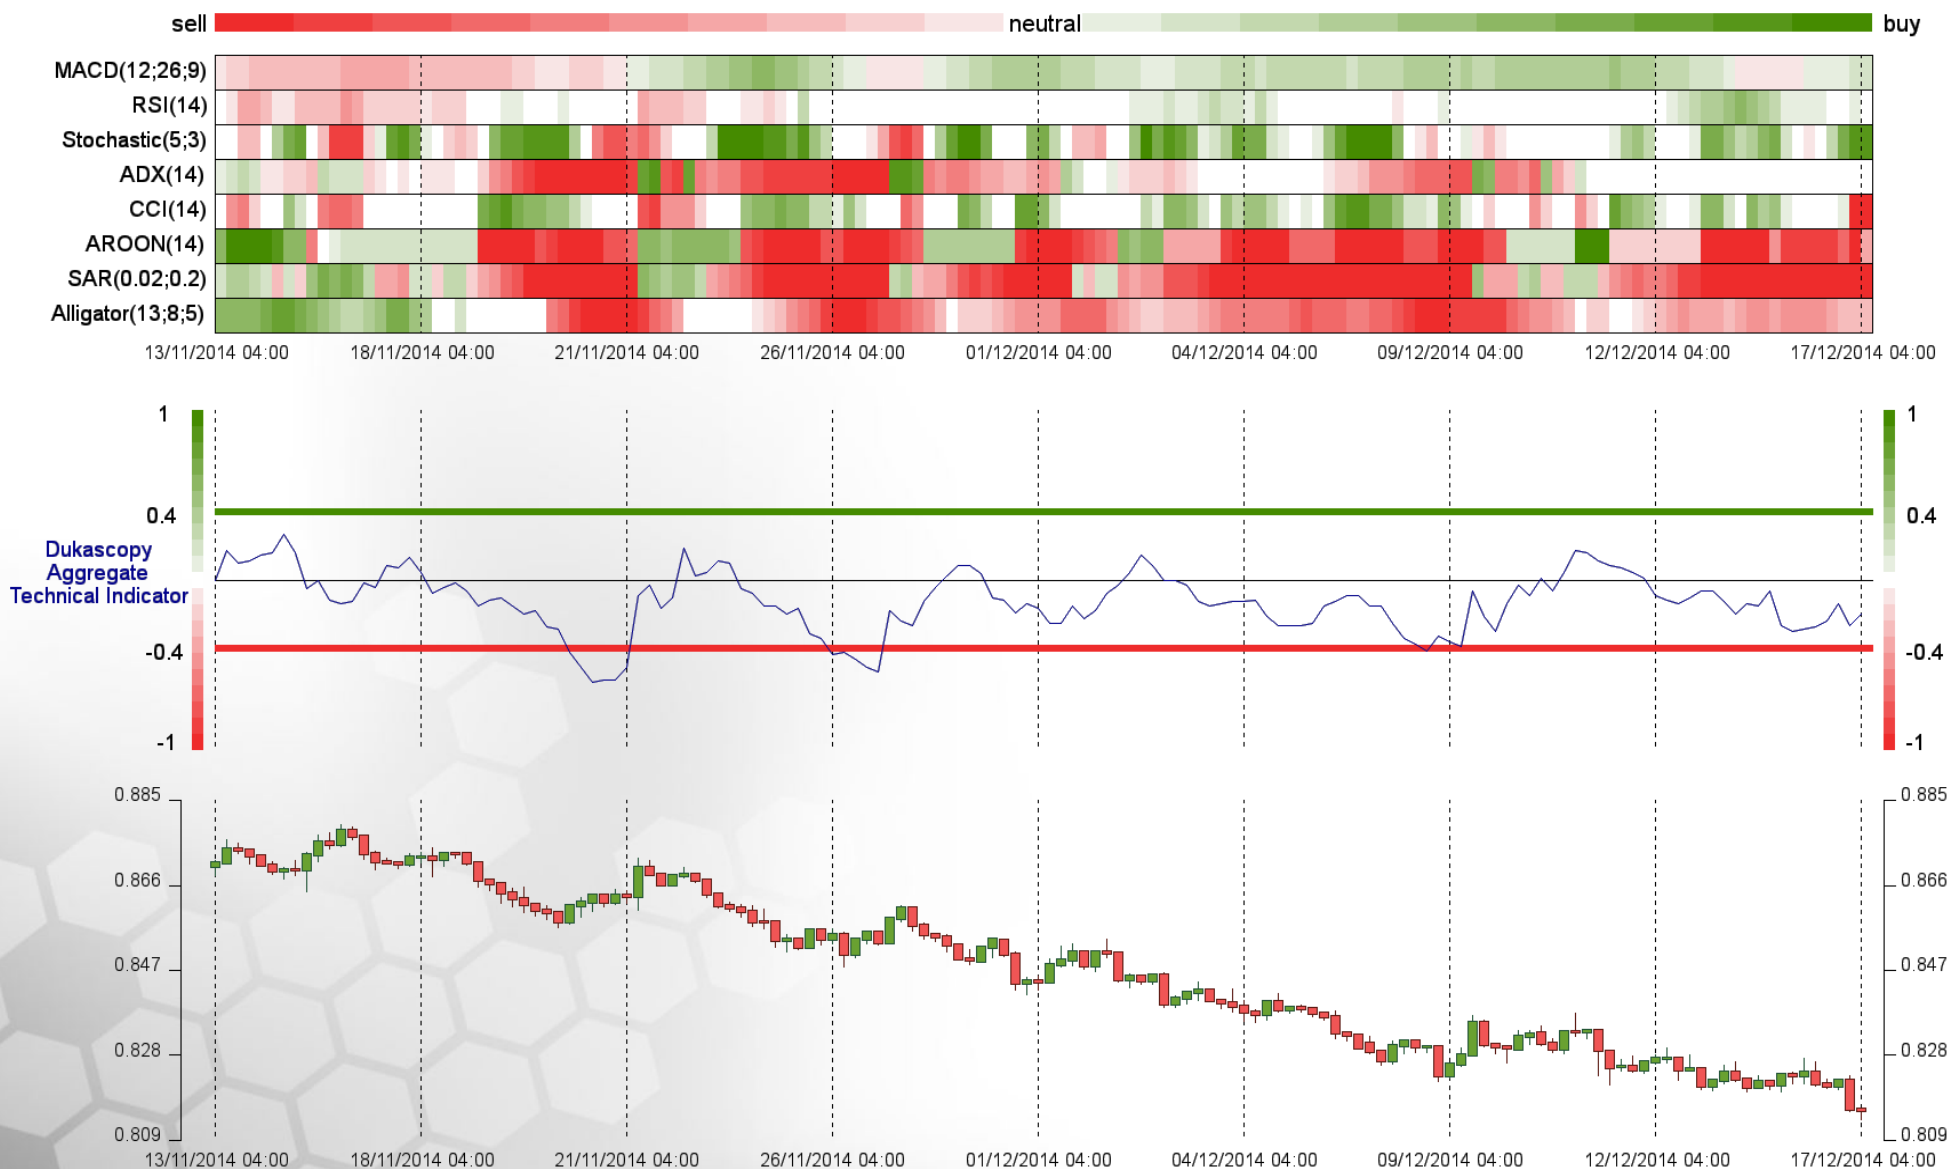 sell neutral buy
MACD(12;26;9)
RSI(14)
Stochastic(5;3)
ADX(14)
CCI(14)
AROON(14)
SAR(0.02;0.2)
Alligator(13;8;5)
13/11/2014 04:00 18/11/2014 04:00 21/11/2014 04:00 26/11/2014 04:00 01/12/2014 04:00 04/12/2014 04:00 09/12/2014 04:00 12/12/2014 04:00 17/12/2014 04:00
1 1
0.4 0.4
Dukascopy
Aggregate
Technical Indicator
-0.4 -0.4
-1 -1
0.885 0.885
0.866 0.866
0.847 0.847
0.828 0.828
0.809 0.809
13/11/2014 04:00 18/11/2014 04:00 21/11/2014 04:00 26/11/2014 04:00 01/12/2014 04:00 04/12/2014 04:00 09/12/2014 04:00 12/12/2014 04:00 17/12/2014 04:00